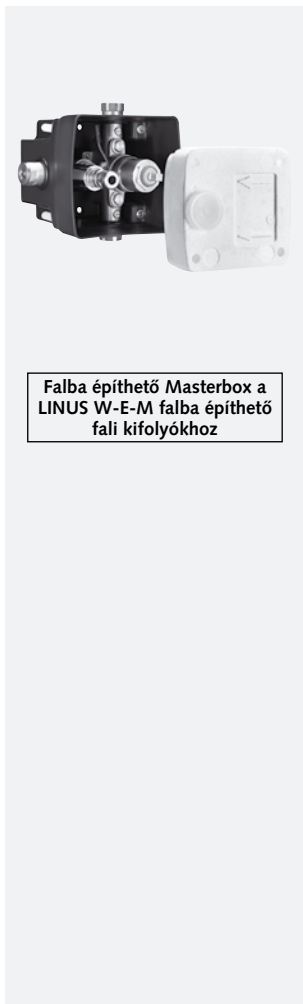 Falba építhető Masterbox a
LINUS W-E-M falba építhető
fali kifolyókhoz